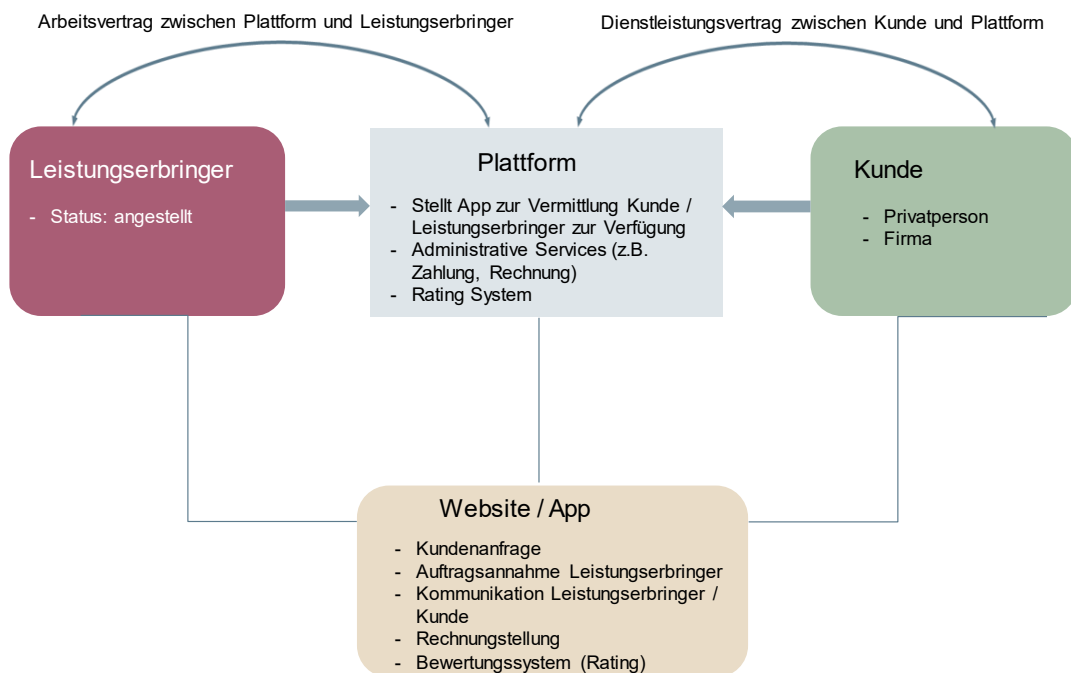 Arbeitsvertrag zwischen Plattform und Leistungserbringer
Dienstleistungsvertrag zwischen Kunde und Plattform
Leistungserbringer
- Status: angestellt
Plattform
- Stellt App zur Vermittlung Kunde /
Leistungserbringer zur Verfügung
- Administrative Services (z.B.
Zahlung, Rechnung)
- Rating System
Kunde
- Privatperson
- Firma
Website / App
- Kundenanfrage
- Auftragsannahme Leistungserbringer
- Kommunikation Leistungserbringer /
Kunde
- Rechnungstellung
- Bewertungssystem (Rating)